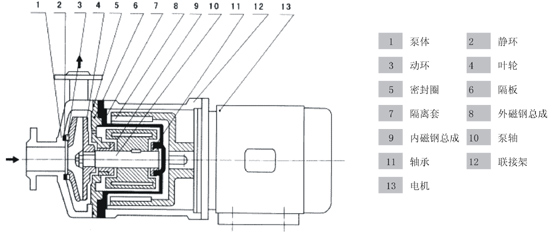 1 2 3 4 5 6 7 8 9 10 11 12 13
1 泵体 2 静环
3 动环 4 叶轮
5 密封圈 6 隔板
7 隔离套 8 外磁钢总成
9 内磁钢总成 10 泵轴
11 轴承 12 联接架
13 电机